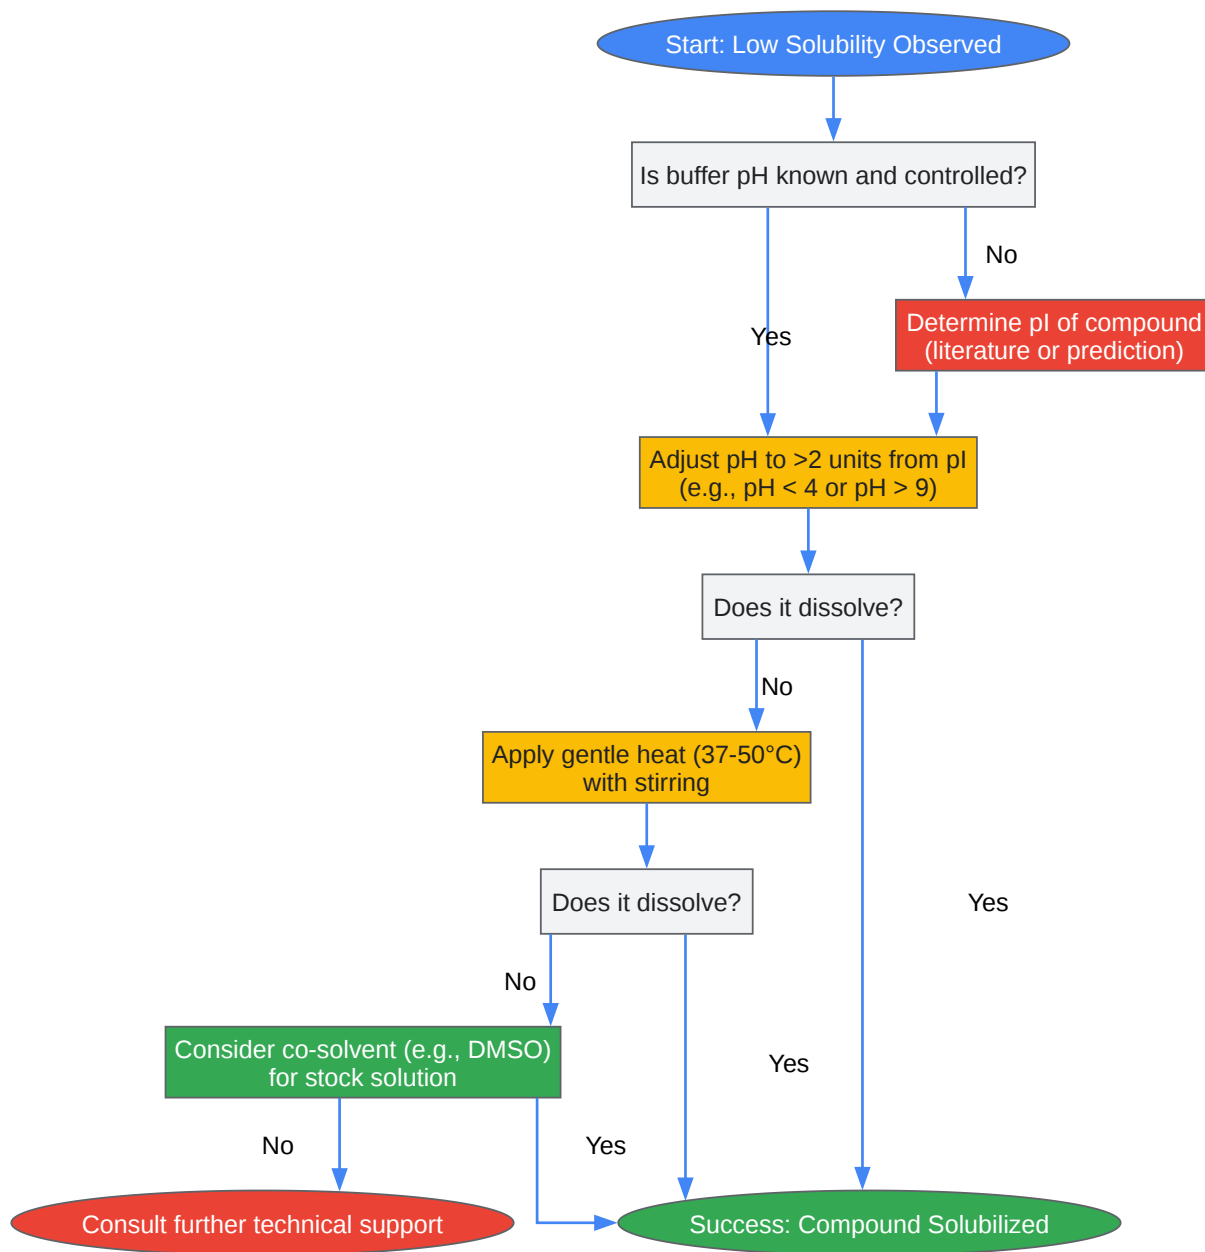 Start: Low Solubility Observed
Is buffer pH known and controlled?
No
Determine pI of compound
(literature or prediction)
Yes
Adjust pH to >2 units from pI
(e.g., pH < 4 or pH > 9)
Does it dissolve?
No
Apply gentle heat (37-50°C)
with stirring
Does it dissolve?
Yes
No
Consider co-solvent (e.g., DMSO)
for stock solution
Yes
No
Yes
Consult further technical support
Success: Compound Solubilized